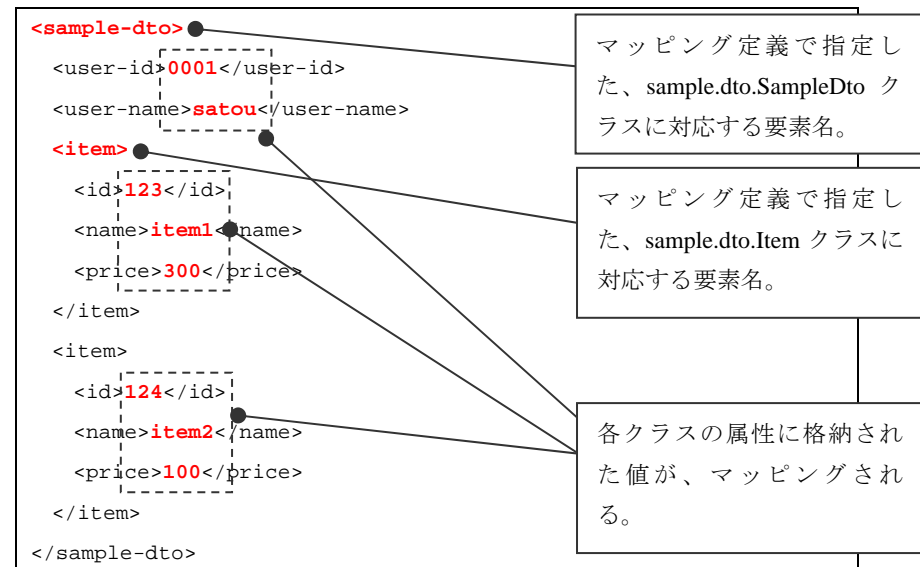 <sample-dto>
<user-id>0001</user-id>
<user-name>satou</user-name>
<item>
<id>123</id>
<name>item1</name>
<price>300</price>
</item>
<item>
<id>124</id>
<name>item2</name>
<price>100</price>
</item>
</sample-dto>
マッピング定義で指定し
た、sample.dto.SampleDto ク
ラスに対応する要素名。
マッピング定義で指定し
た、sample.dto.Item クラスに
対応する要素名。
各クラスの属性に格納され
た値が、マッピングされ
る。